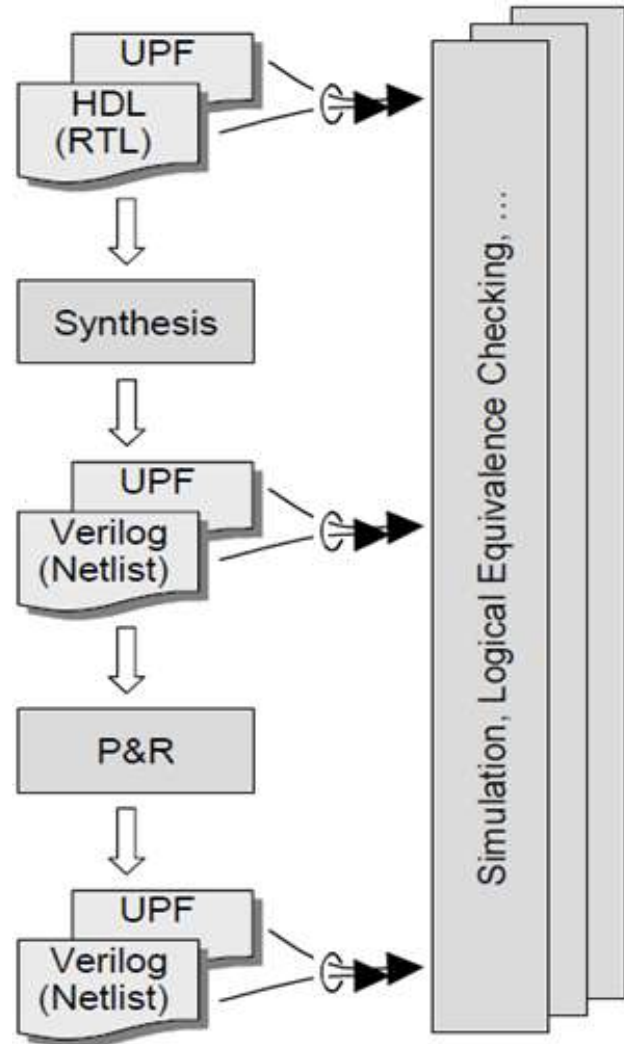 UPF
HDL
(RTL)
Synthesis
UPF
Verilog
(Netlist)
P&R
UPF
Verilog
(Netlist)
Simulation, Logical Equivalence Checking, ...